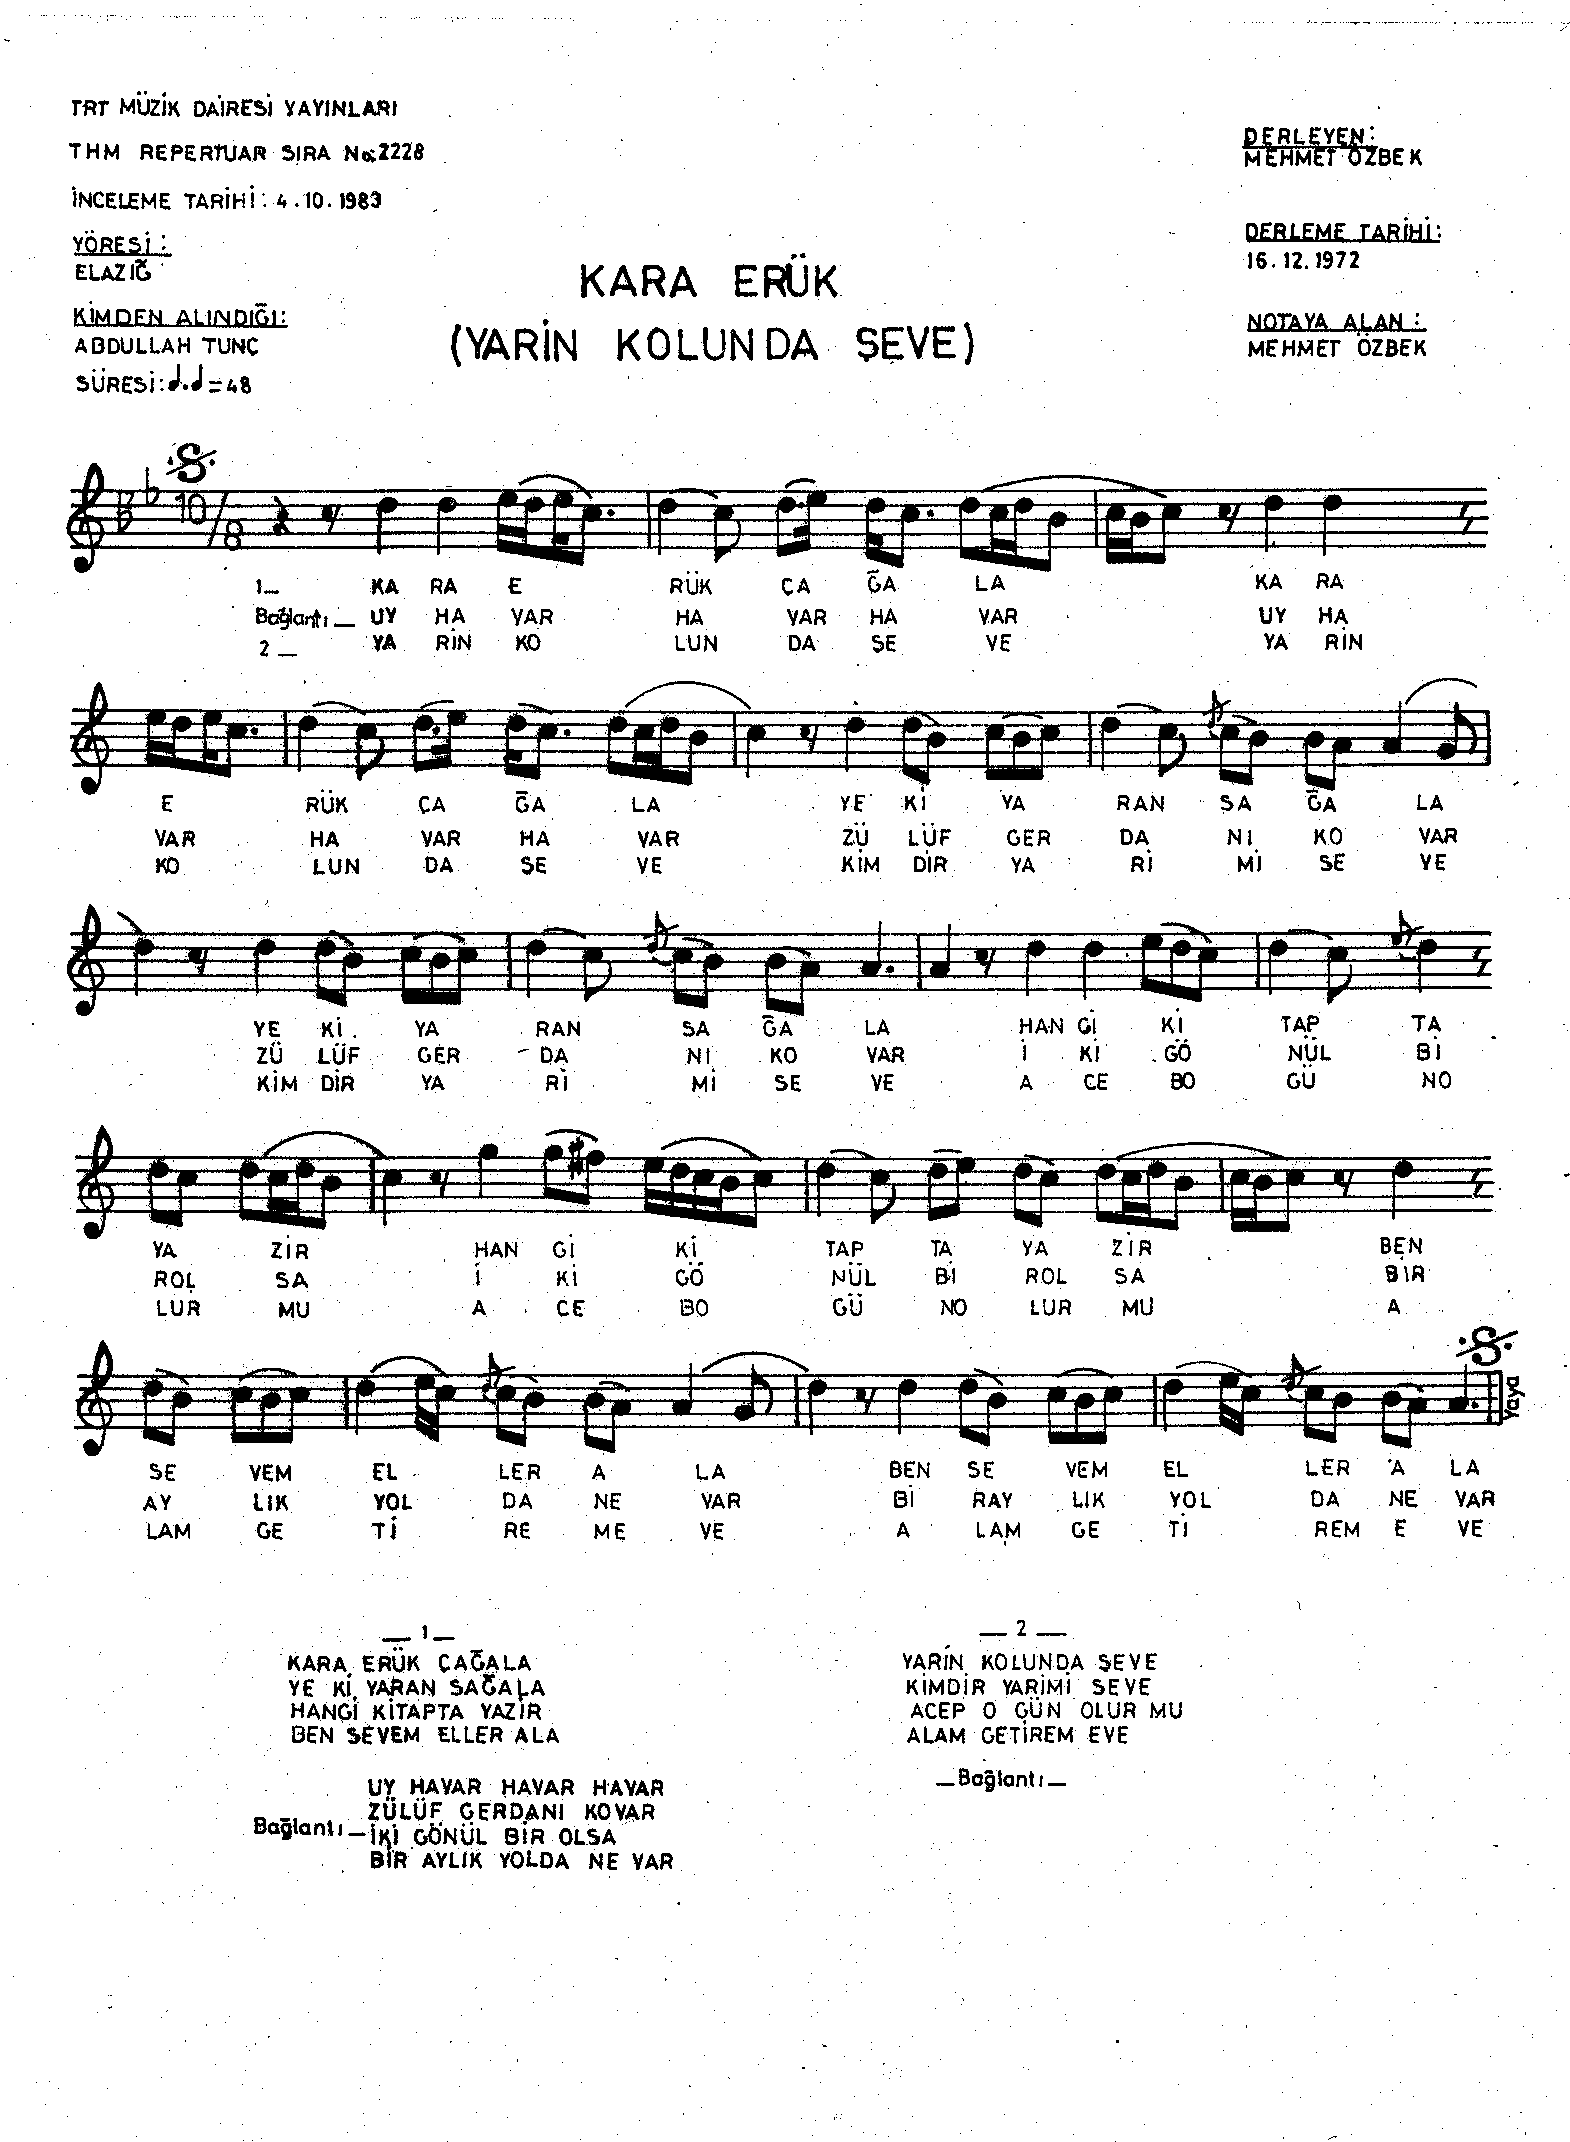 TRT MÜZİK DAİRESİ YAYINLARI
THM REPERTUAR SIRA No:2228
İNCELEME TARİHİ: 4.10.1983
YÖRESİ:
ELAZIĞ
KİMDEN ALINDIĞI:
ABDULLAH TUNÇ
SÜRESİ: = 48
KARA ERÜK
(YARİN KOLUNDA ŞEVE)
DERLEYEN:
MEHMET ÖZBEK
DERLEME TARİHİ:
16.12.1972
NOTAYA ALAN:
MEHMET ÖZBEK
10/8
1_ KA RA E RÜK ÇA ĞA LA KA RA
Bağlantı _ UY HA VAR HA VAR HA VAR UY HA
2 _ YA RİN KO LUN DA ŞE VE YA RİN
E RÜK ÇA ĞA LA YE Kİ YA RAN SA ĞA LA
VAR HA VAR HA VAR ZÜ LÜF GER DA NI KO VAR
KO LUN DA ŞE VE KİM DİR YA Rİ Mİ SE VE
YE Kİ YA RAN SA ĞA LA HAN Gİ Kİ TAP TA
ZÜ LÜF GER DA NI KO VAR İ Kİ GÖ NÜL Bİ
KİM DİR YA Rİ Mİ SE VE A CE BO GÜ NO
YA ZİR HAN Gİ Kİ TAP TA YA ZİR BEN
ROL SA İ Kİ GÖ NÜL Bİ ROL SA BİR
LUR MU A CE BO GÜ NO LUR MU A
SE VEM EL LER A LA BEN SE VEM EL LER A LA
AY LIK YOL DA NE VAR Bİ RAY LIK YOL DA NE VAR
LAM GE Tİ RE ME VE A LAM GE Tİ REM E VE
Yaya
_ 1 _
KARA ERÜK ÇAĞALA
YE Kİ YARAN SAĞALA
HANGİ KİTAPTA YAZİR
BEN SEVEM ELLER ALA
Bağlantı _
UY HAVAR HAVAR HAVAR
ZÜLÜF GERDANI KOVAR
İKİ GÖNÜL BİR OLSA
BİR AYLIK YOLDA NE VAR
_ 2 _
YARİN KOLUNDA ŞEVE
KİMDİR YARİMİ SEVE
ACEP O GÜN OLUR MU
ALAM GETİREM EVE
_Bağlantı_